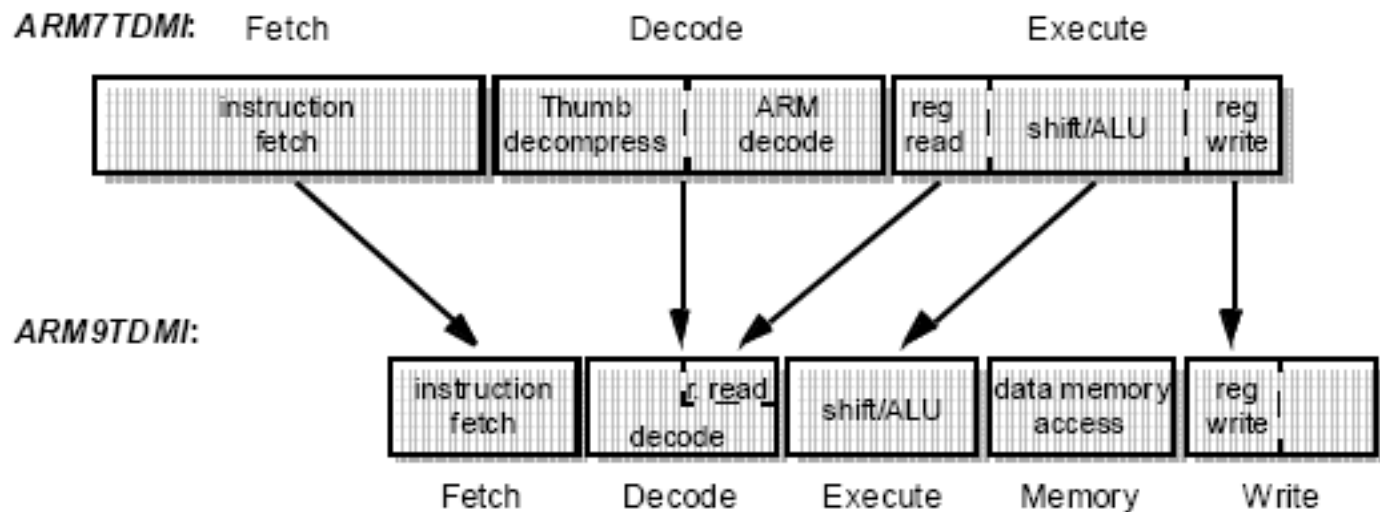 ARM7TDMI: Fetch Decode Execute
instruction fetch
Thumb decompress
ARM decode
reg read
shift/ALU
reg write
ARM9TDMI:
instruction fetch
r. read
decode
shift/ALU
data memory access
reg write
Fetch Decode Execute Memory Write